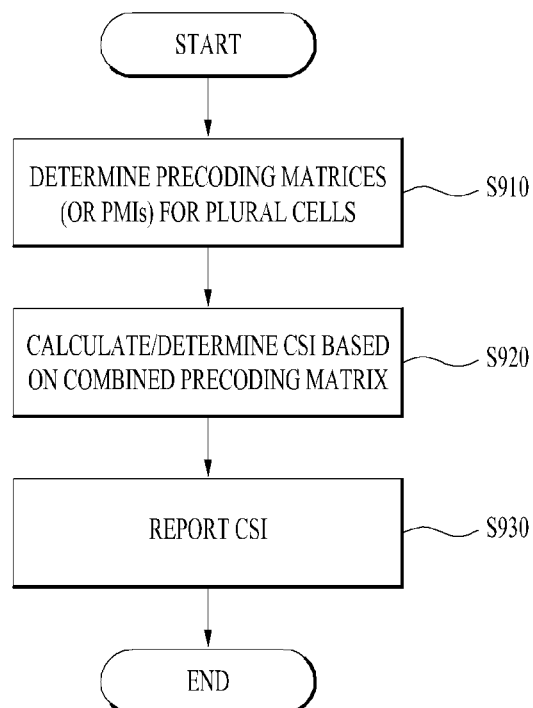 START
DETERMINE PRECODING MATRICES
(OR PMIs) FOR PLURAL CELLS
S910
CALCULATE/DETERMINE CSI BASED
ON COMBINED PRECODING MATRIX
S920
REPORT CSI
S930
END